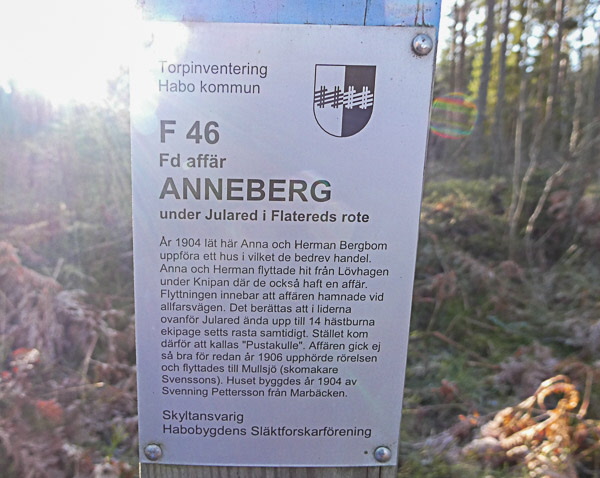 Torpinventering
Habo kommun
F 46
Fd affär
ANNEBERG
under Julared i Flatereds rote
År 1904 lät här Anna och Herman Bergbom
uppföra ett hus i vilket de bedrev handel.
Anna och Herman flyttade hit från Lövhagen
under Knipan där de också haft en affär.
Flyttningen innebar att affären hamnade vid
allfarsvägen. Det berättas att i liderna
ovanför Julared ända upp till 14 hästburna
ekipage setts rasta samtidigt. Stället kom
därför att kallas "Pustakulle". Affären gick ej
så bra för redan år 1906 upphörde rörelsen
och flyttades till Mullsjö (skomakare
Svenssons). Huset byggdes år 1904 av
Svenning Pettersson från Marbäcken.
Skyltansvarig
Habobygdens Släktforskarförening